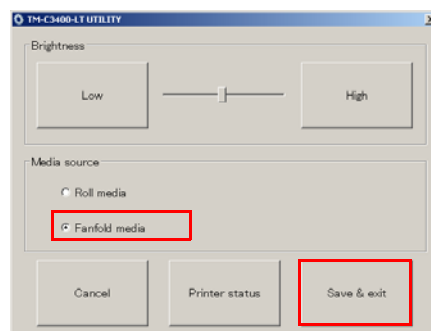 TM-C3400-LT UTILITY
Brightness
Low
High
Media source
Roll media
Fanfold media
Cancel
Printer status
Save & exit